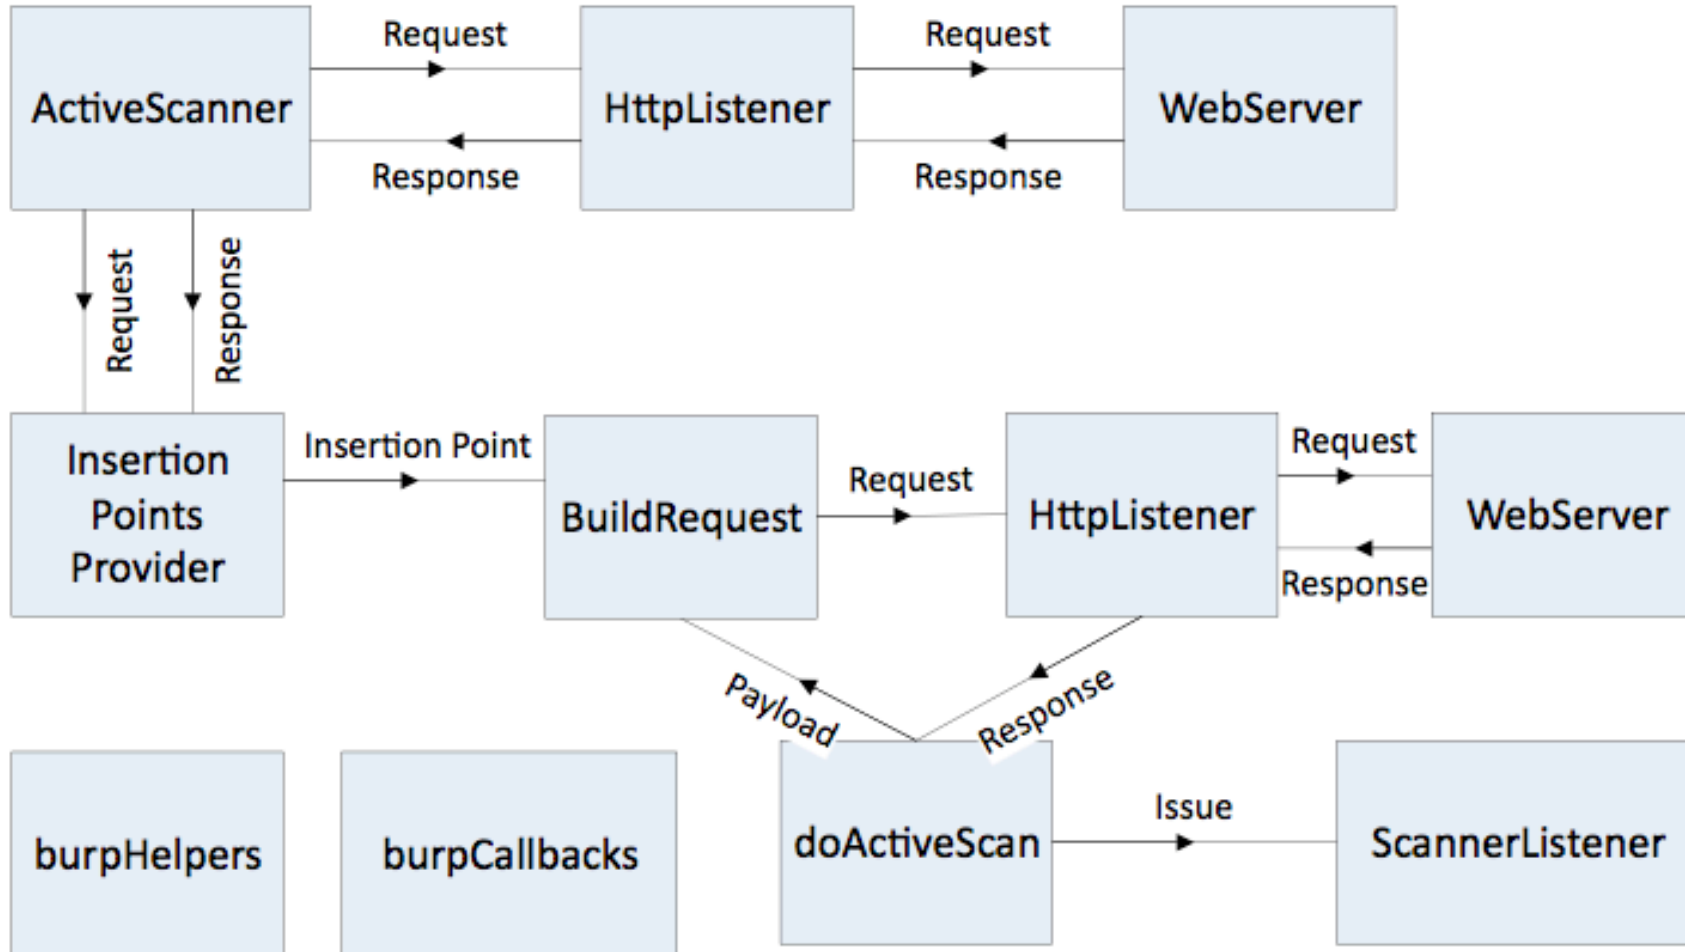 Request
Request
ActiveScanner
HttpListener
WebServer
Response
Response
Request
Response
Insertion
Points
Provider
Insertion Point
BuildRequest
Request
HttpListener
Request
WebServer
Response
Payload
Response
burpHelpers
burpCallbacks
doActiveScan
Issue
ScannerListener